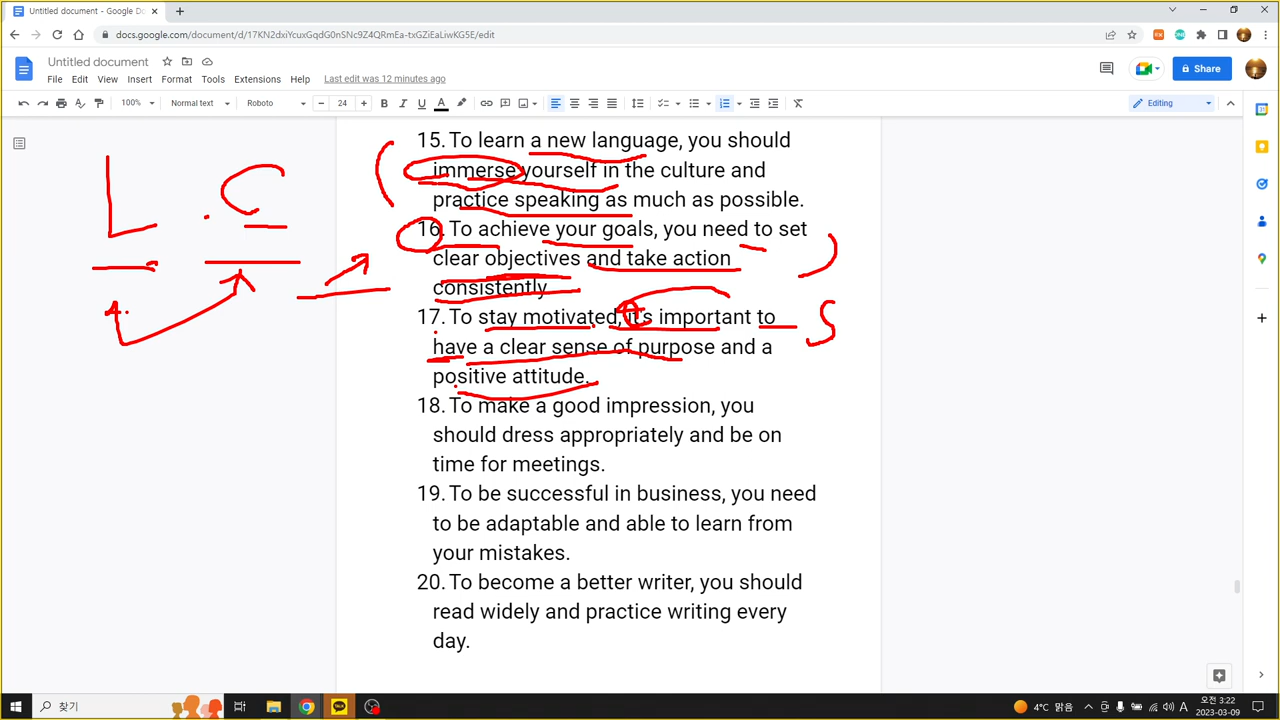 Untitled document
docs.google.com/document/d/17KN2dxiYcuxGqdG0nSNc9Z4QRmEa-txGZiEaLiwKG5E/edit
Untitled document
File Edit View Insert Format Tools Extensions Help Last edit was 12 minutes ago
Share
100% Normal text Roboto 24 Editing
15. To learn a new language, you should
immerse yourself in the culture and
practice speaking as much as possible.
16. To achieve your goals, you need to set
clear objectives and take action
consistently
17. To stay motivated, it's important to
have a clear sense of purpose and a
positive attitude.
18. To make a good impression, you
should dress appropriately and be on
time for meetings.
19. To be successful in business, you need
to be adaptable and able to learn from
your mistakes.
20. To become a better writer, you should
read widely and practice writing every
day.
L . C
S
찾기
4℃ 맑음
A
오전 3:22
2023-03-09